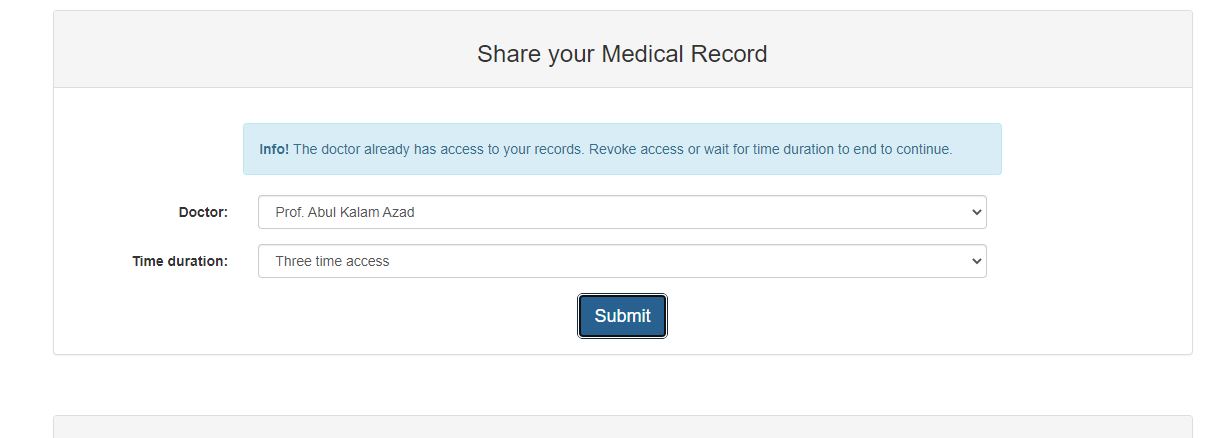 Share your Medical Record
Info! The doctor already has access to your records. Revoke access or wait for time duration to end to continue.
Doctor: Prof. Abul Kalam Azad
Time duration: Three time access
Submit